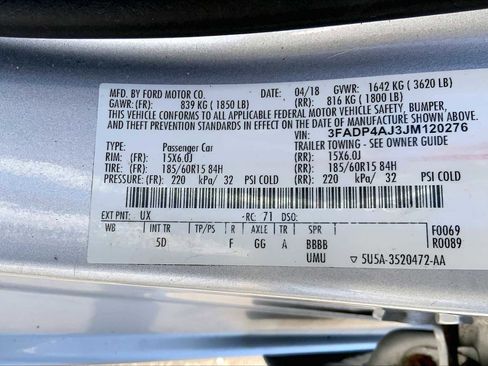 MFD. BY FORD MOTOR CO. DATE: 04/18 GVWR: 1642 KG ( 3620 LB)
GAWR: (FR): 839 KG ( 1850 LB) (RR): 816 KG ( 1800 LB)
THIS VEHICLE CONFORMS TO ALL APPLICABLE FEDERAL MOTOR VEHICLE SAFETY, BUMPER,
AND THEFT PREVENTION STANDARDS IN EFFECT ON THE DATE OF MANUFACTURE SHOWN ABOVE.
VIN: 3FADP4AJ3JM120276
TYPE: Passenger Car TRAILER TOWING - SEE OWNER GUIDE
RIM: (FR) 15X6.0J (RR): 15X6.0J
TIRE: (FR) 185/60R15 84H (RR): 185/60R15 84H
PRESSURE: (FR) 220 kPa/ 32 PSI COLD (RR): 220 kPa/ 32 PSI COLD
EXT PNT: UX -RC: 71 DSO:
WB INT TR TP/PS R AXLE TR SPR F0069
5D F GG A BBBB R0089
UMU ▽ 5U5A-3520472-AA